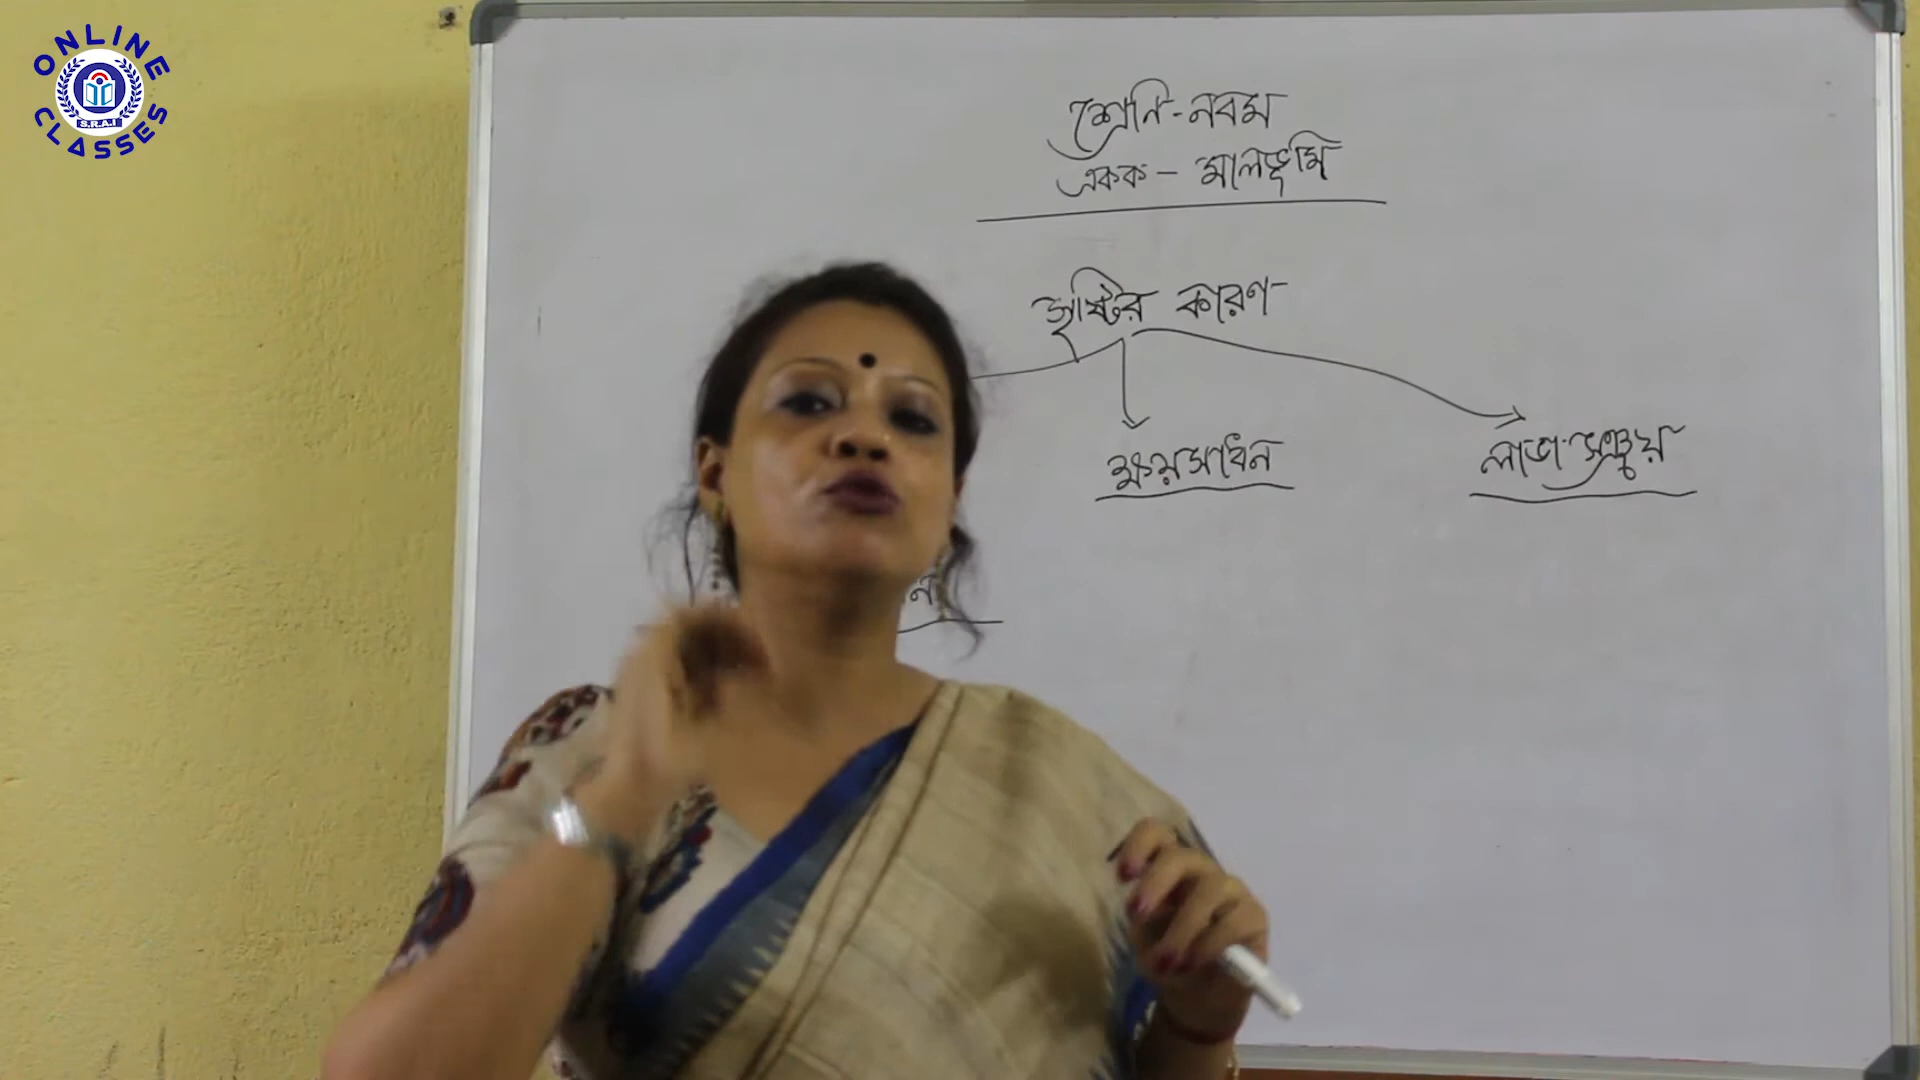 ONLINE
S.R.A.I
CLASSES
শ্রেনি - নবম
একক - মালভূমি
সৃষ্টির কারণ -
ক্ষয়সাধন
লাভা সঞ্চয়